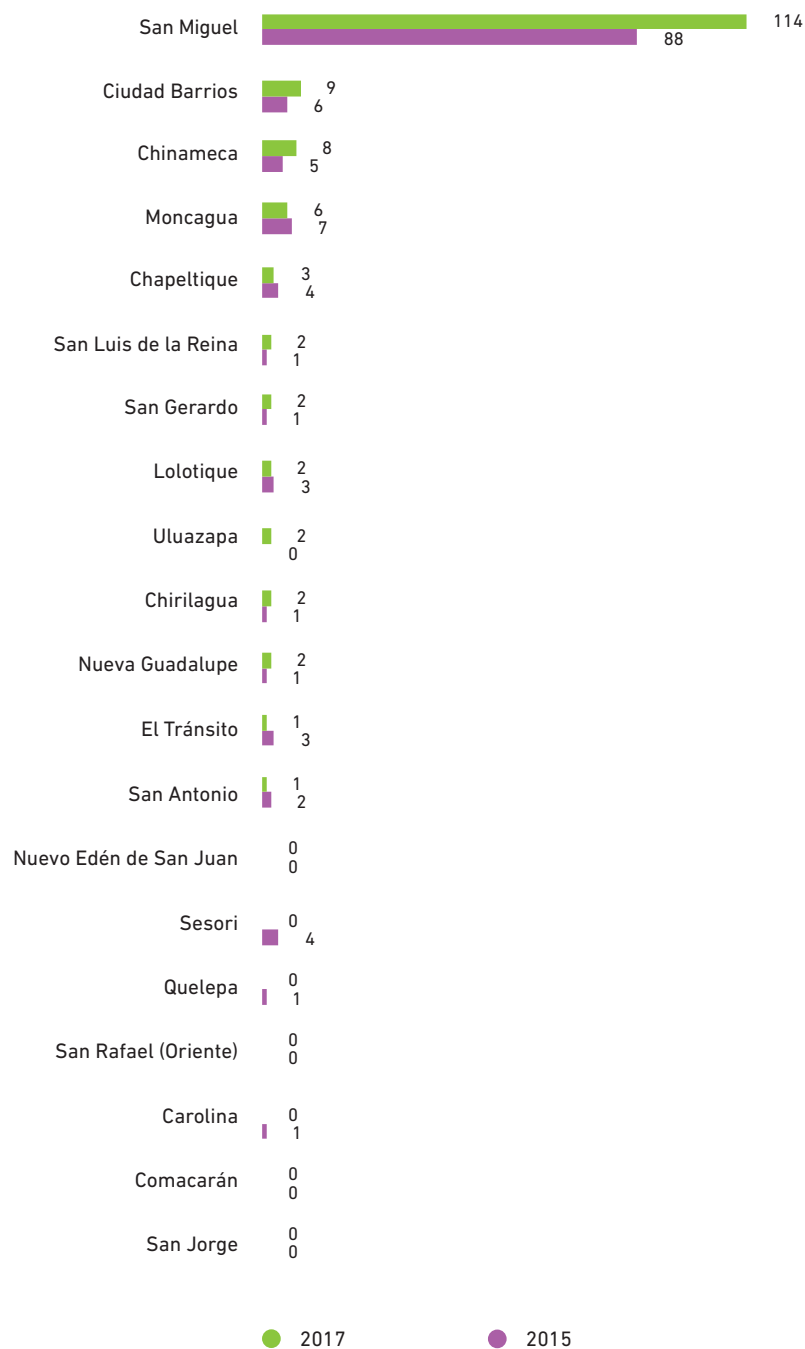 San Miguel
114
88
Ciudad Barrios
9
6
Chinameca
8
5
Moncagua
6
7
Chapeltique
3
4
San Luis de la Reina
2
1
San Gerardo
2
1
Lolotique
2
3
Uluazapa
2
0
Chirilagua
2
1
Nueva Guadalupe
2
1
El Tránsito
1
3
San Antonio
1
2
Nuevo Edén de San Juan
0
0
Sesori
0
4
Quelepa
0
1
San Rafael (Oriente)
0
0
Carolina
0
1
Comacarán
0
0
San Jorge
0
0
2017 2015